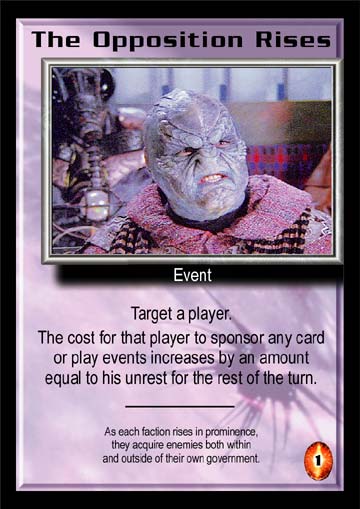 The Opposition Rises
Event
Target a player.
The cost for that player to sponsor any card
or play events increases by an amount
equal to his unrest for the rest of the turn.
As each faction rises in prominence,
they acquire enemies both within
and outside of their own government.
1